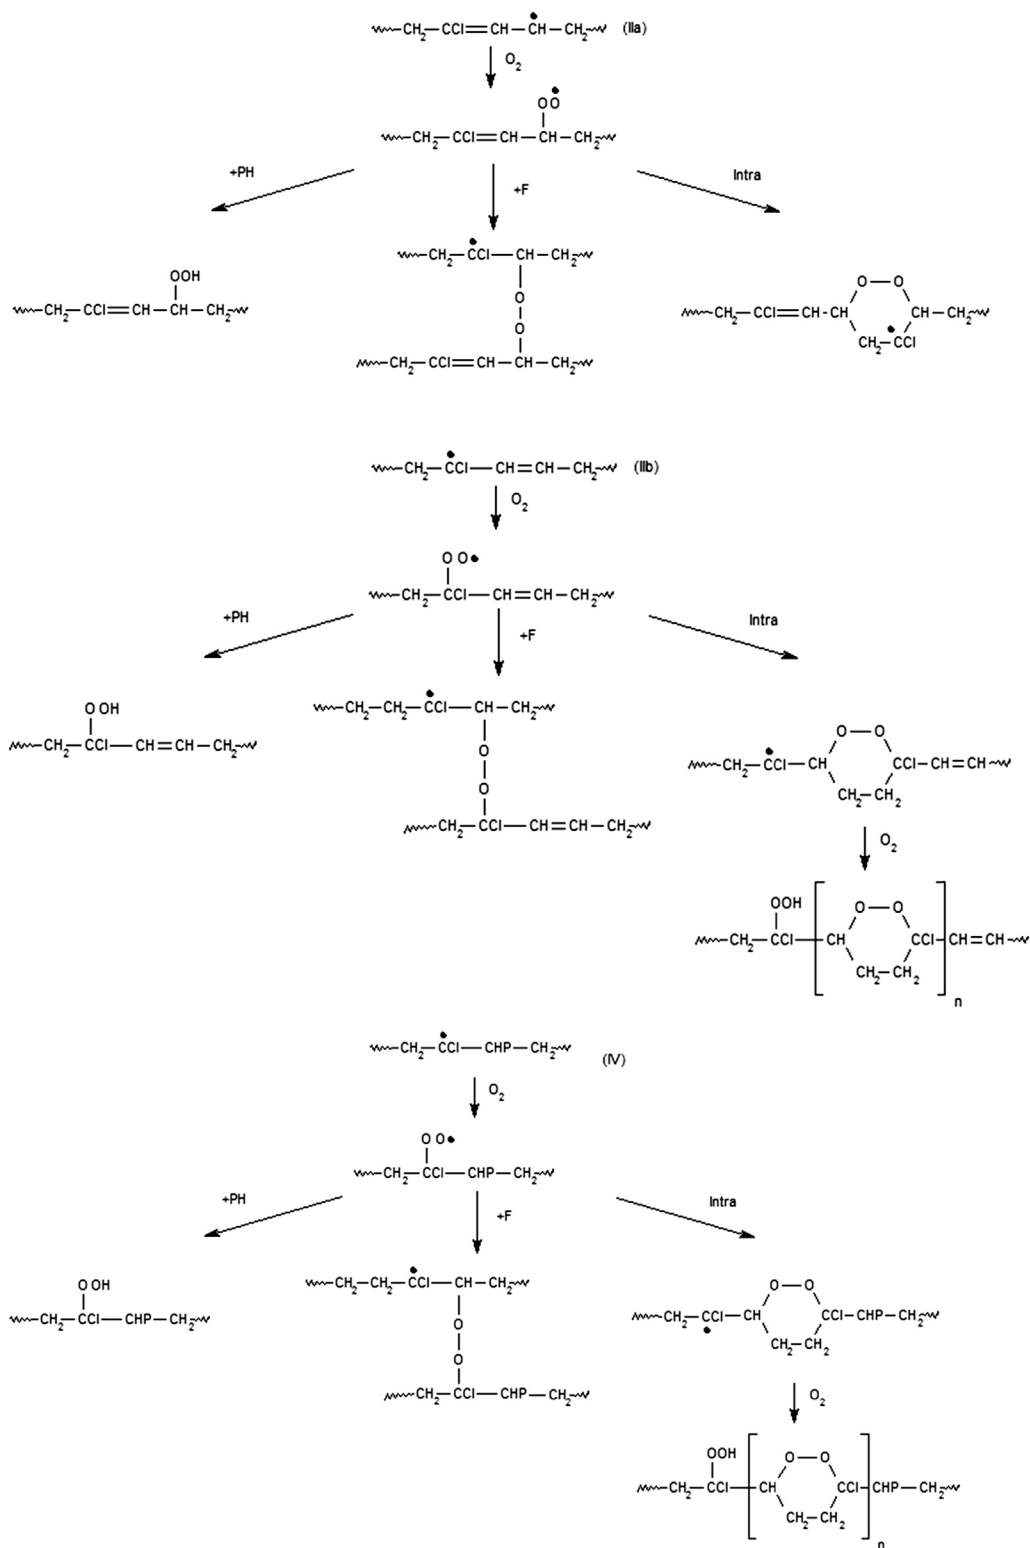 CH2—CCl=CH—CH—CH2 (IIa)
O2
OO
CH2—CCl=CH—CH—CH2
+PH
+F
Intra
CH2—CCl—CH—CH2
O
O
OOH
CH2—CCl=CH—CH—CH2
O—O
CH2—CCl=CH—CH CH—CH2
CH2—CCl
CH2—CCl=CH—CH—CH2
CH2—CCl—CH=CH—CH2 (IIb)
O2
OO
CH2—CCl—CH=CH—CH2
+PH
+F
Intra
CH2—CH2—CCl—CH—CH2
O
O
OOH
CH2—CCl—CH=CH—CH2
O—O
CH2—CCl—CH CCl—CH=CH
CH2—CH2
CH2—CCl—CH=CH—CH2
O2
OOH
O—O
CH2—CCl CH CCl CH=CH
CH2—CH2
n
CH2—CCl—CHP—CH2 (IV)
O2
OO
CH2—CCl—CHP—CH2
+PH
+F
Intra
CH2—CH2—CCl—CH—CH2
O
O
OOH
CH2—CCl—CHP—CH2
O—O
CH2—CCl—CH CCl—CHP—CH2
CH2—CH2
CH2—CCl—CHP—CH2
O2
OOH
O—O
CH2—CCl CH CCl CHP—CH2
CH2—CH2
n